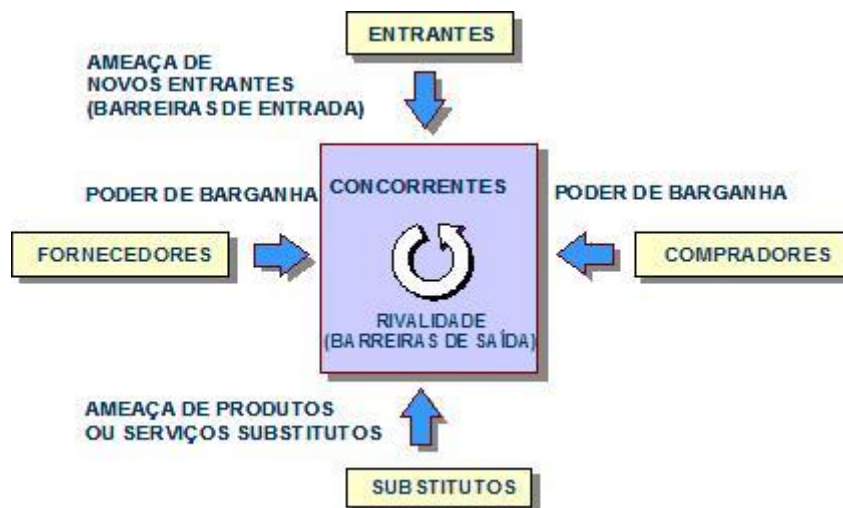 ENTRANTES
AMEAÇA DE
NOVOS ENTRANTES
(BARREIRAS DE ENTRADA)
PODER DE BARGANHA
CONCORRENTES
PODER DE BARGANHA
FORNECEDORES
COMPRADORES
RIVALIDADE
(BARREIRAS DE SAÍDA)
AMEAÇA DE PRODUTOS
OU SERVIÇOS SUBSTITUTOS
SUBSTITUTOS